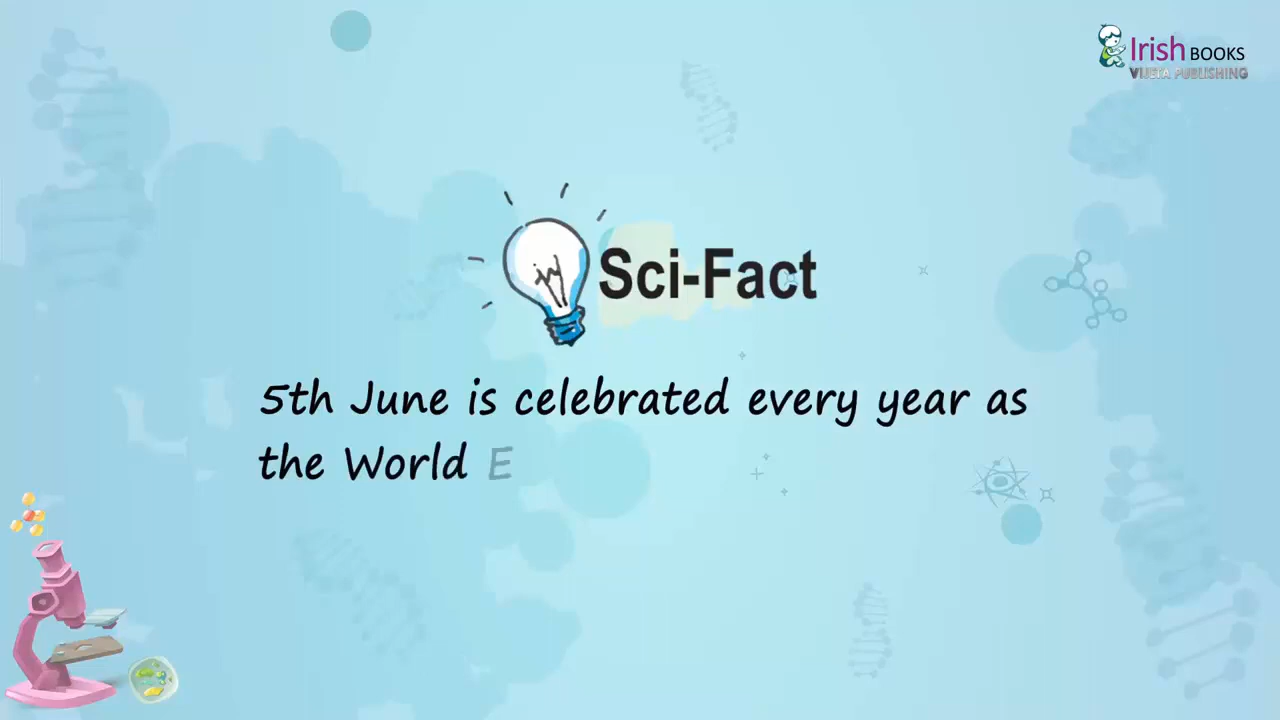 Irish BOOKS
VIJETA PUBLISHING
Sci-Fact
5th June is celebrated every year as
the World E